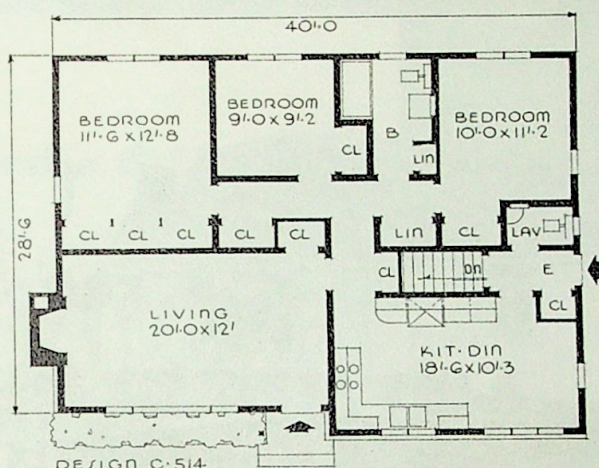 40'-0
BEDROOM
11'-6 X 12'-8
BEDROOM
9'-0 X 9'-2
BEDROOM
10'-0 X 11'-2
B
CL
LIN
28'-6
CL
CL
CL
CL
CL
LIN
CL
LAV
CL
DN
E
CL
LIVING
20'-0 X 12'
KIT-DIN
18'-6 X 10'-3
DESIGN C-514